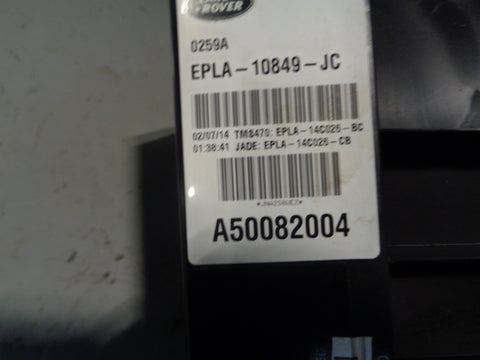 ROVER
0259A
EPLA-10849-JC
02/07/14 TM8470: EPLA-14C026-BC
01:38:41 JADE: EPLA-14C026-CB
A50082004